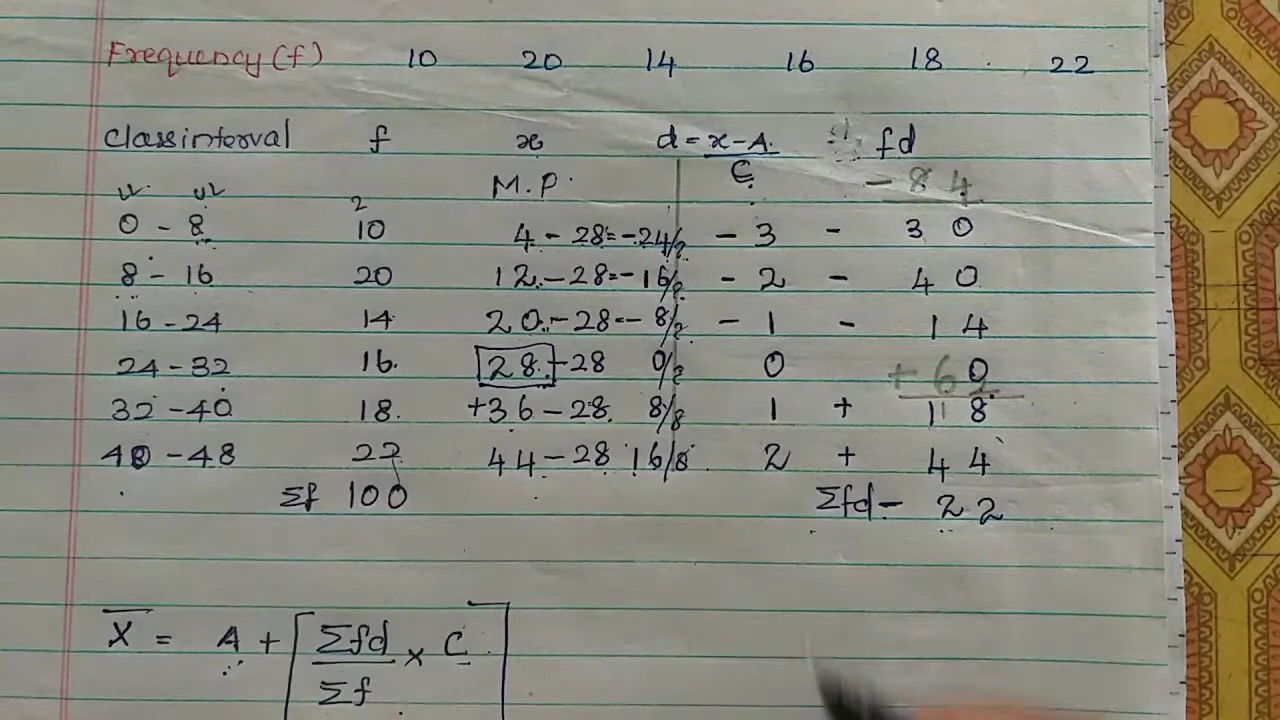 Frequency (f) 10 20 14 16 18 22
Class interval f x d = x-A/C fd
M.P. - 84
0 - 8 10 4 - 28 = -24/8 - 3 - 30
8 - 16 20 12 - 28 = -16/8 - 2 - 40
16 - 24 14 20 - 28 = - 8/8 - 1 - 14
24 - 32 16 28 - 28 0/8 0 0
+ 62
32 - 40 18 +36 - 28 8/8 1 + 18
40 - 48 22 44 - 28 16/8 2 + 44
Σf 100 Σfd - 22
X̄ = A + [Σfd/Σf × C]